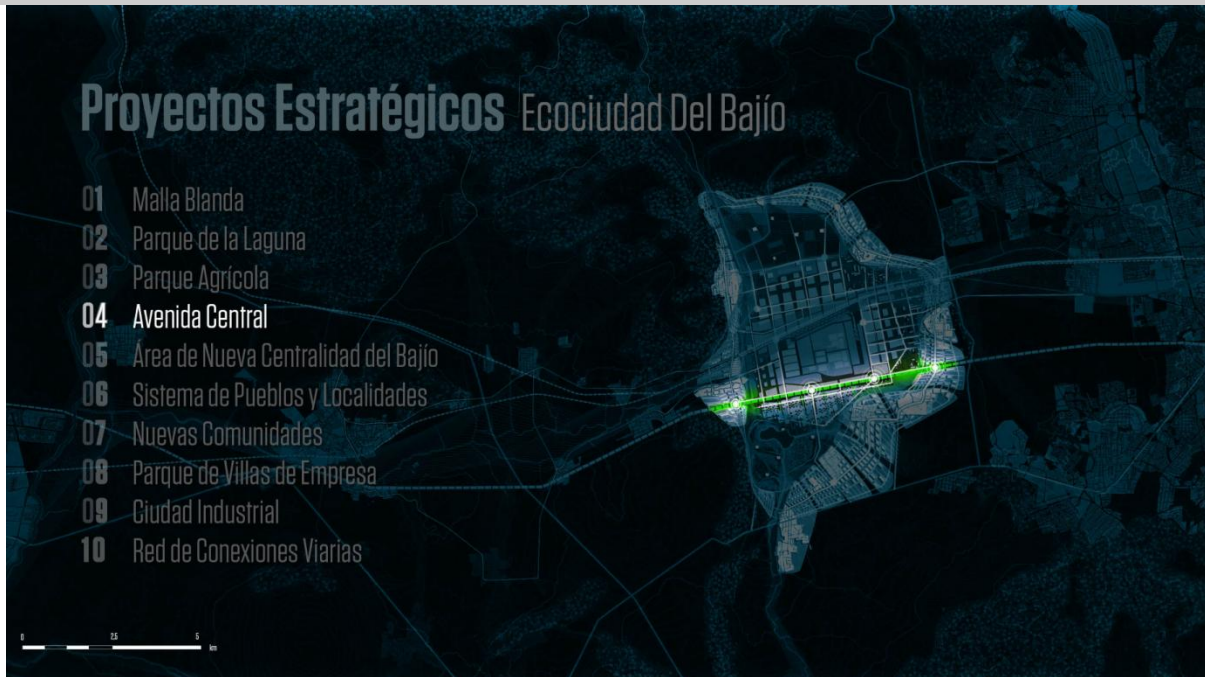 Proyectos Estratégicos Ecociudad Del Bajío
01 Malla Blanda
02 Parque de la Laguna
03 Parque Agrícola
04 Avenida Central
05 Área de Nueva Centralidad del Bajío
06 Sistema de Pueblos y Localidades
07 Nuevas Comunidades
08 Parque de Villas de Empresa
09 Ciudad Industrial
10 Red de Conexiones Viarias
0 2.5 5
km